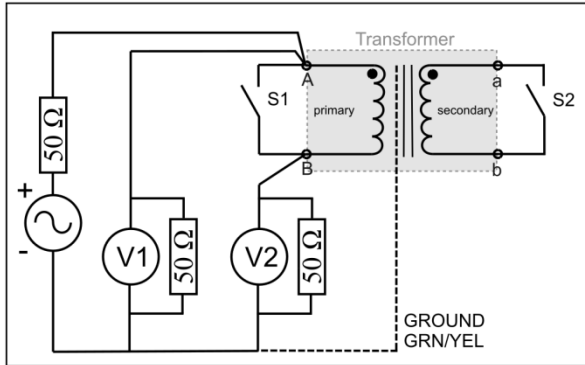 Transformer
A
a
S1
primary
secondary
S2
50 Ω
B
b
+
-
V1
50 Ω
V2
50 Ω
GROUND
GRN/YEL